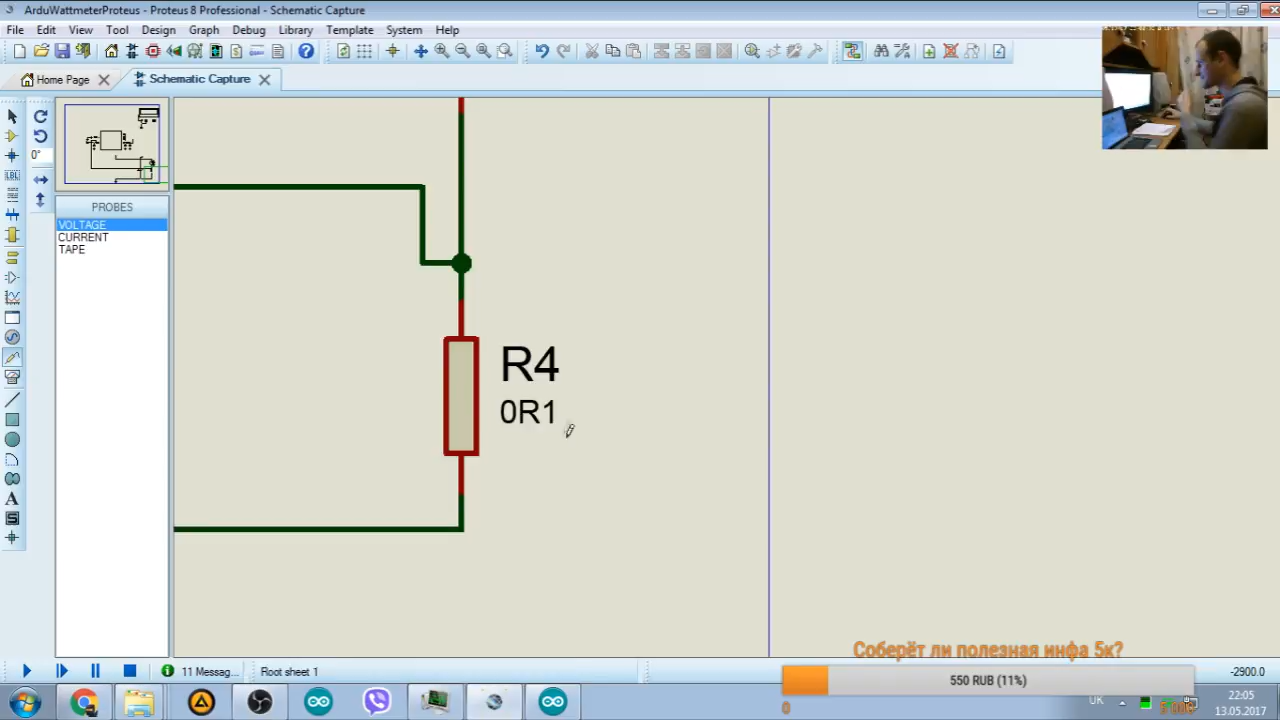 ArduWattmeterProteus - Proteus 8 Professional - Schematic Capture
File Edit View Tool Design Graph Debug Library Template System Help
Home Page Schematic Capture
0°
LBL
PROBES
VOLTAGE
CURRENT
TAPE
A
S
R4
0R1
Соберёт ли полезная инфа 5к?
550 RUB (11%)
0
11 Messag... Root sheet 1 -2900.0
UK
22:05
13.05.2017